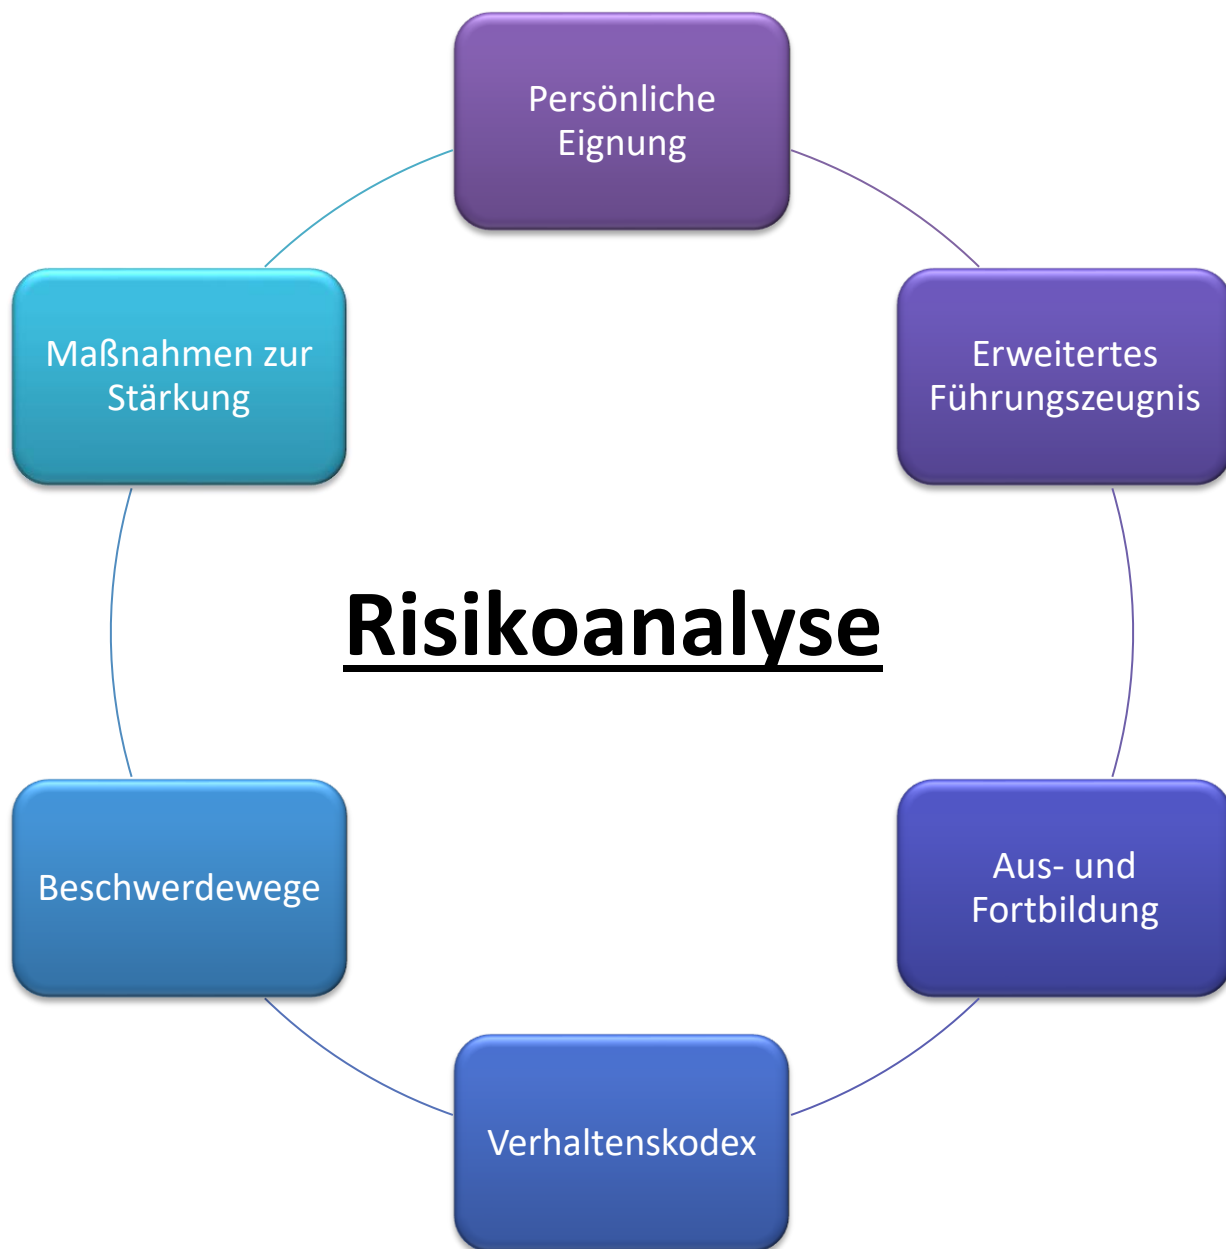 Persönliche
Eignung
Erweitertes
Führungszeugnis
Aus- und
Fortbildung
Verhaltenskodex
Beschwerdewege
Maßnahmen zur
Stärkung
Risikoanalyse